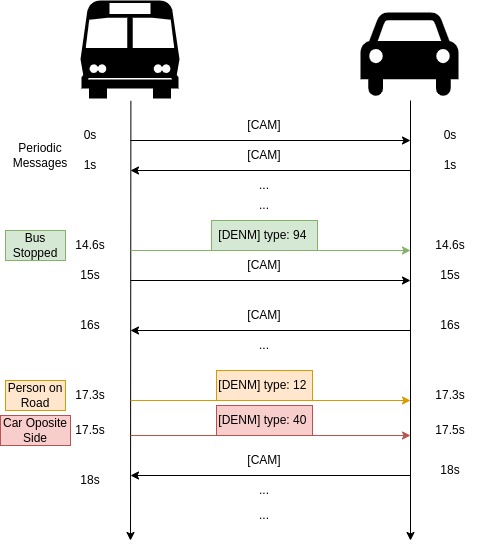 [CAM]
0s
0s
Periodic
Messages
[CAM]
1s
1s
...
...
Bus
Stopped
[DENM] type: 94
14.6s
14.6s
[CAM]
15s
15s
[CAM]
16s
16s
...
Person on
Road
[DENM] type: 12
17.3s
17.3s
Car Oposite
Side
[DENM] type: 40
17.5s
17.5s
[CAM]
18s
18s
...
...